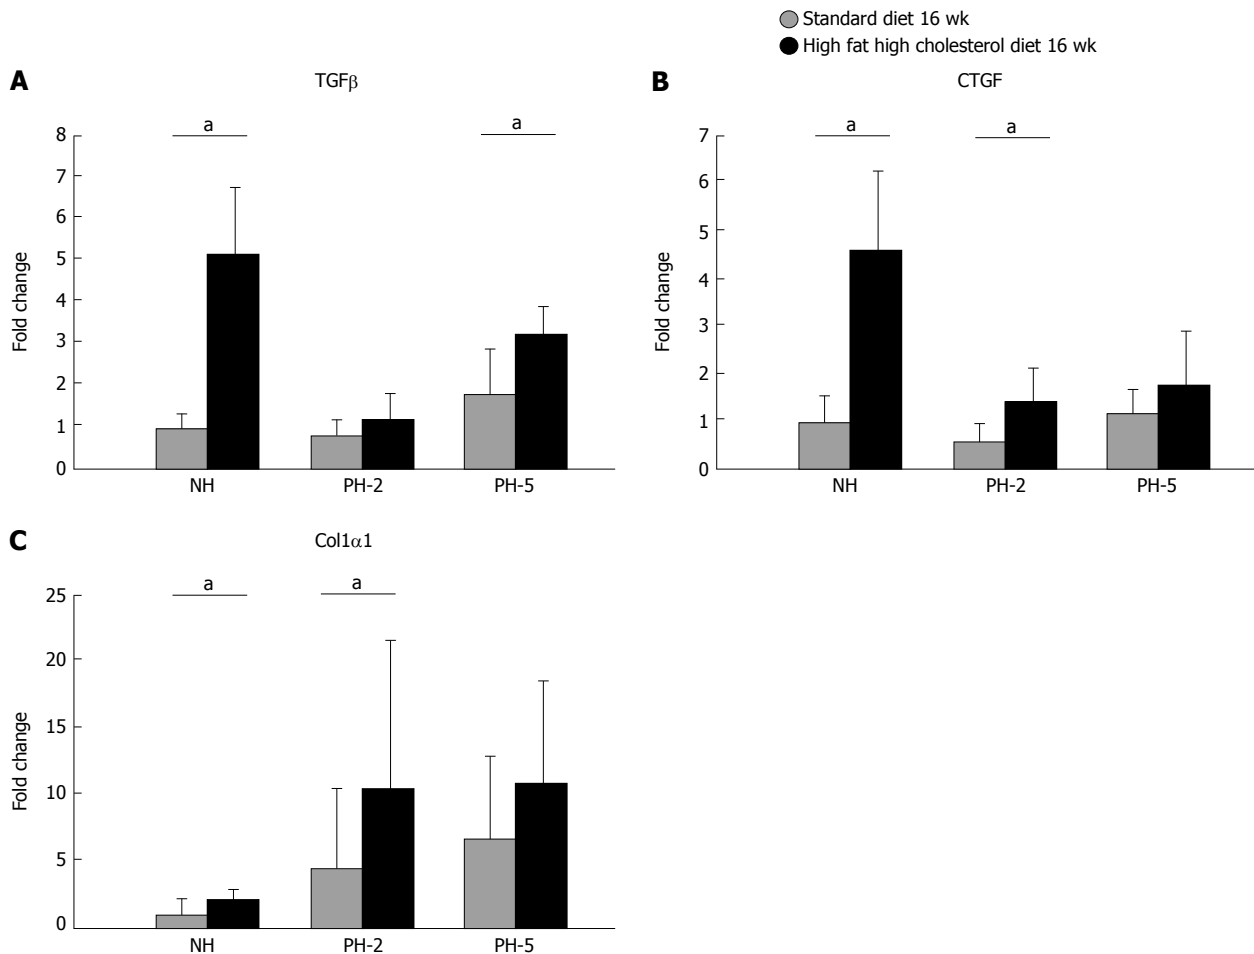 Standard diet 16 wk
High fat high cholesterol diet 16 wk
A
TGFβ
a
a
8
7
6
5
4
3
2
1
0
Fold change
NH
PH-2
PH-5
B
CTGF
a
a
7
6
5
4
3
2
1
0
Fold change
NH
PH-2
PH-5
C
Col1α1
a
a
25
20
15
10
5
0
Fold change
NH
PH-2
PH-5